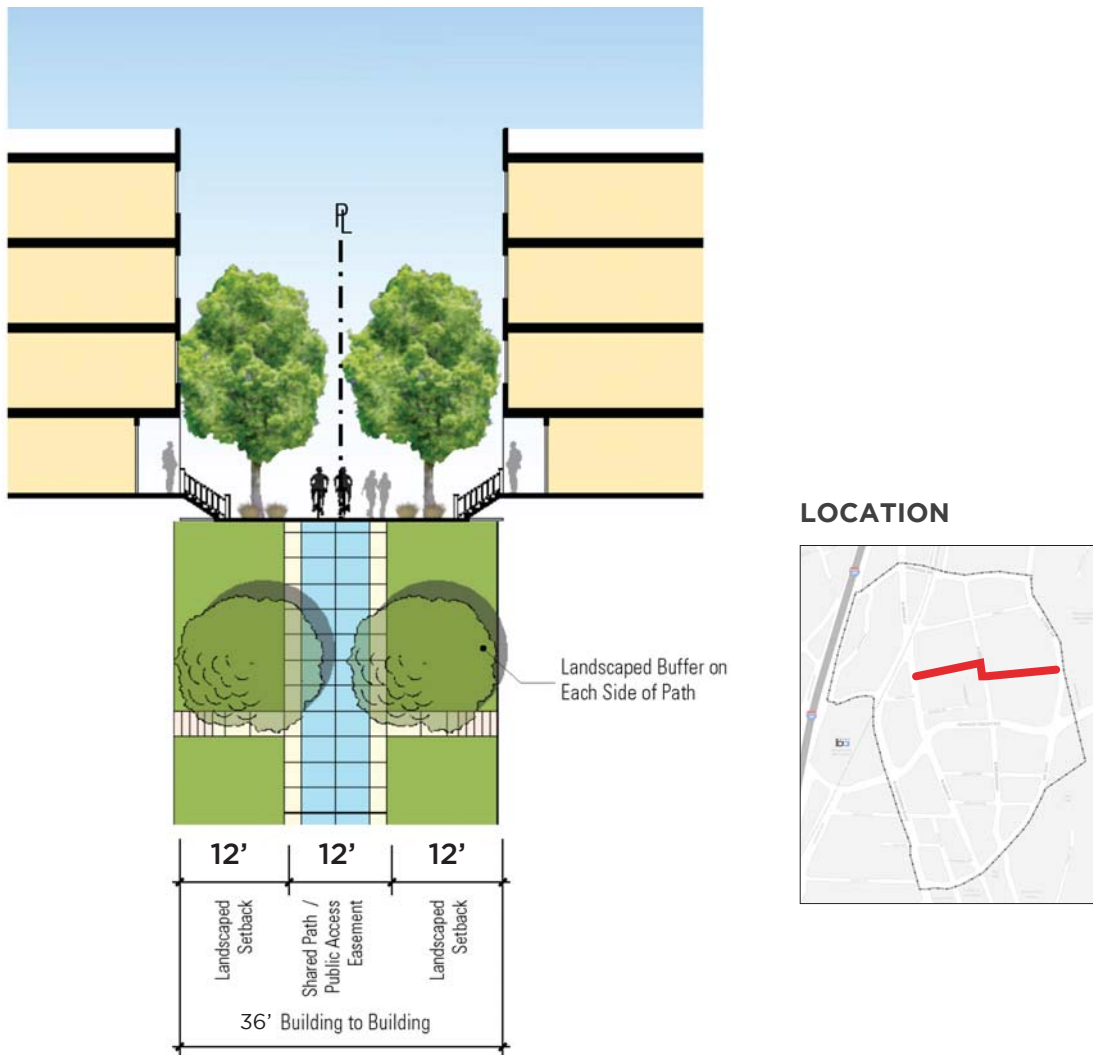 PL
LOCATION
Landscaped Buffer on
Each Side of Path
12’ 12’ 12’
Landscaped
Setback
Shared Path /
Public Access
Easement
Landscaped
Setback
36’ Building to Building